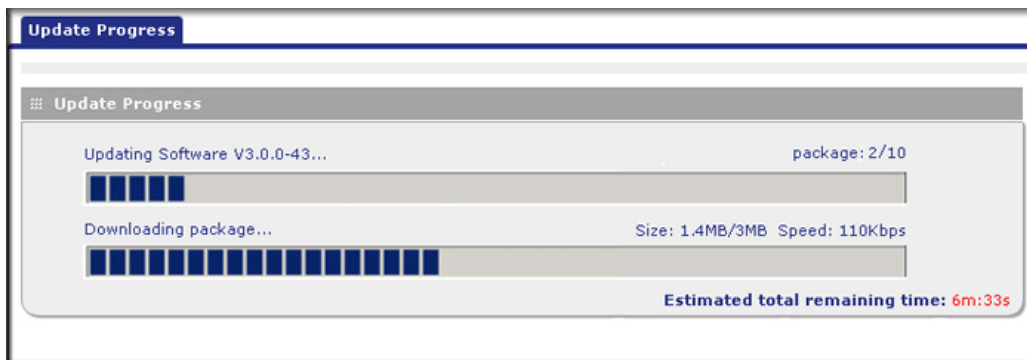 Update Progress
Update Progress
Updating Software V3.0.0-43... package: 2/10
Downloading package... Size: 1.4MB/3MB Speed: 110Kbps
Estimated total remaining time: 6m:33s